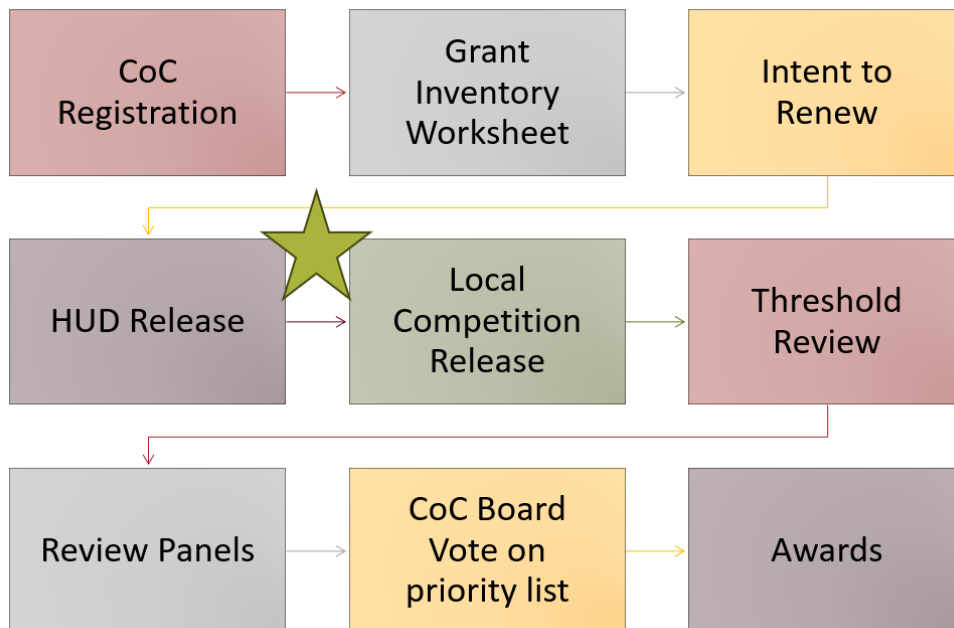 CoC
Registration
Grant
Inventory
Worksheet
Intent to
Renew
HUD Release
Local
Competition
Release
Threshold
Review
Review Panels
CoC Board
Vote on
priority list
Awards